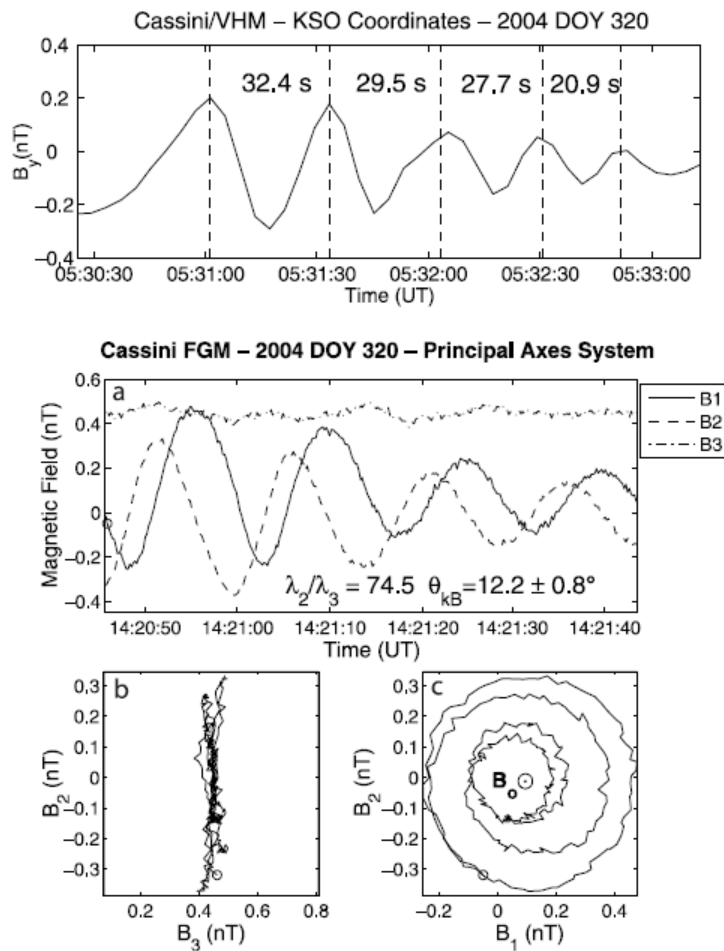 Cassini/VHM – KSO Coordinates – 2004 DOY 320
0.4
32.4 s 29.5 s 27.7 s 20.9 s
0.2
0
−0.2
−0.4
B_y(nT)
05:30:30 05:31:00 05:31:30 05:32:00 05:32:30 05:33:00
Time (UT)
Cassini FGM – 2004 DOY 320 – Principal Axes System
a
0.6
0.4
0.2
0
−0.2
−0.4
Magnetic Field (nT)
B1
B2
B3
λ₂/λ₃ = 74.5 θ_kB=12.2 ± 0.8°
14:20:50 14:21:00 14:21:10 14:21:20 14:21:30 14:21:40
Time (UT)
b
0.3
0.2
0.1
0
−0.1
−0.2
−0.3
B₂ (nT)
0.2 0.4 0.6 0.8
B₃ (nT)
c
0.3
0.2
0.1
0
−0.1
−0.2
−0.3
B₂ (nT)
B
−0.2 0 0.2 0.4
B₁ (nT)